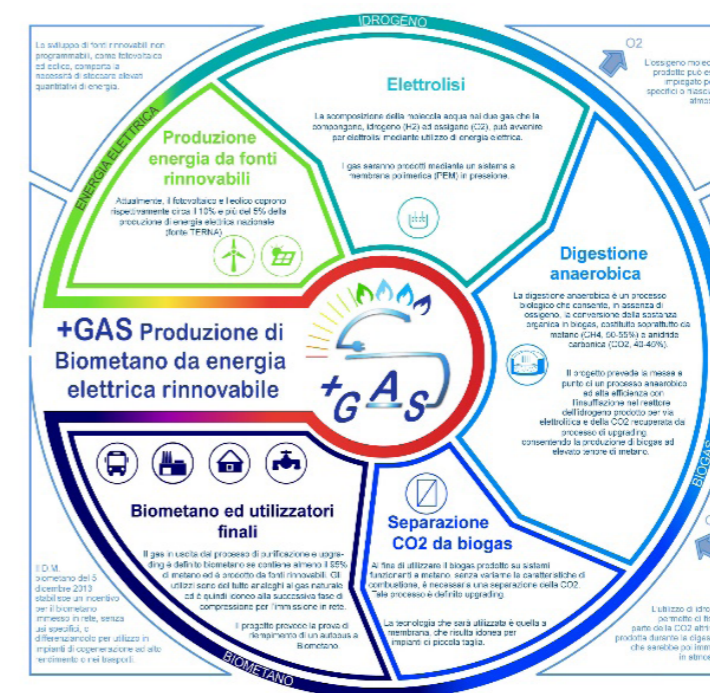 IDROGENO
Lo sviluppo di fonti rinnovabili non
programmabili, come fotovoltaico
ed eolico, comporta la
necessità di stoccare elevati
quantitativi di energia.
ENERGIA ELETTRICA
Produzione
energia da fonti
rinnovabili
Attualmente, il fotovoltaico e l'eolico coprono
rispettivamente circa il 10% e più del 5% della
produzione di energia elettrica nazionale
(fonte TERNA)
Elettrolisi
La scomposizione della molecola acqua nei due gas che la
compongono, idrogeno (H2) ed ossigeno (O2), può avvenire
per elettrolisi mediante utilizzo di energia elettrica.
I gas saranno prodotti mediante un sistema a
membrana polimerica (PEM) in pressione.
O2
L'ossigeno
prodotto può
impiegato
specifici o
Digestione
anaerobica
La digestione anaerobica è un processo
biologico che consente, in assenza di
ossigeno, la conversione della sostanza
organica in biogas, costituito soprattutto da
metano (CH4, 50-55%) e anidride
carbonica (CO2, 40-45%).
Il progetto prevede la messa a
punto di un processo anaerobico
ad alta efficienza con
l'insufflazione nel reattore
dell'idrogeno prodotto per via
elettrolitica e della CO2 recuperata dal
processo di upgrading
consentendo la produzione di biogas ad
elevato tenore di metano.
BIOGAS
+GAS Produzione di
Biometano da energia
elettrica rinnovabile
+GAS
Biometano ed utilizzatori
finali
Il gas in uscita dal processo di purificazione e upgra-
ding è definito biometano se contiene almeno il 95%
di metano ed è prodotto da fonti rinnovabili. Gli
utilizzi sono del tutto analoghi al gas naturale
ed è quindi idoneo alla successiva fase di
compressione per l'immissione in rete.
Il progetto prevede la prova di
riempimento di un autobus a
Biometano
BIOMETANO
Separazione
CO2 da biogas
Al fine di utilizzare il biogas prodotto su sistemi
funzionanti a metano, senza variarne la caratteristiche di
combustione, è necessaria una separazione della CO2.
Tale processo è definito upgrading.
La tecnologia che sarà utilizzata è quella a
membrana, che risulta idonea per
impianti di piccola taglia.
Il D.M.
biometano del 5
dicembre 2013
stabilisce un incentivo
per il biometano
immesso in rete, senza
usi specifici, o
differenziandolo per utilizzo in
impianti di cogenerazione ad alto
rendimento o nei trasporti.
L'utilizzo di
permette di
parte della CO2
prodotta durante la
che sarebbe poi
in